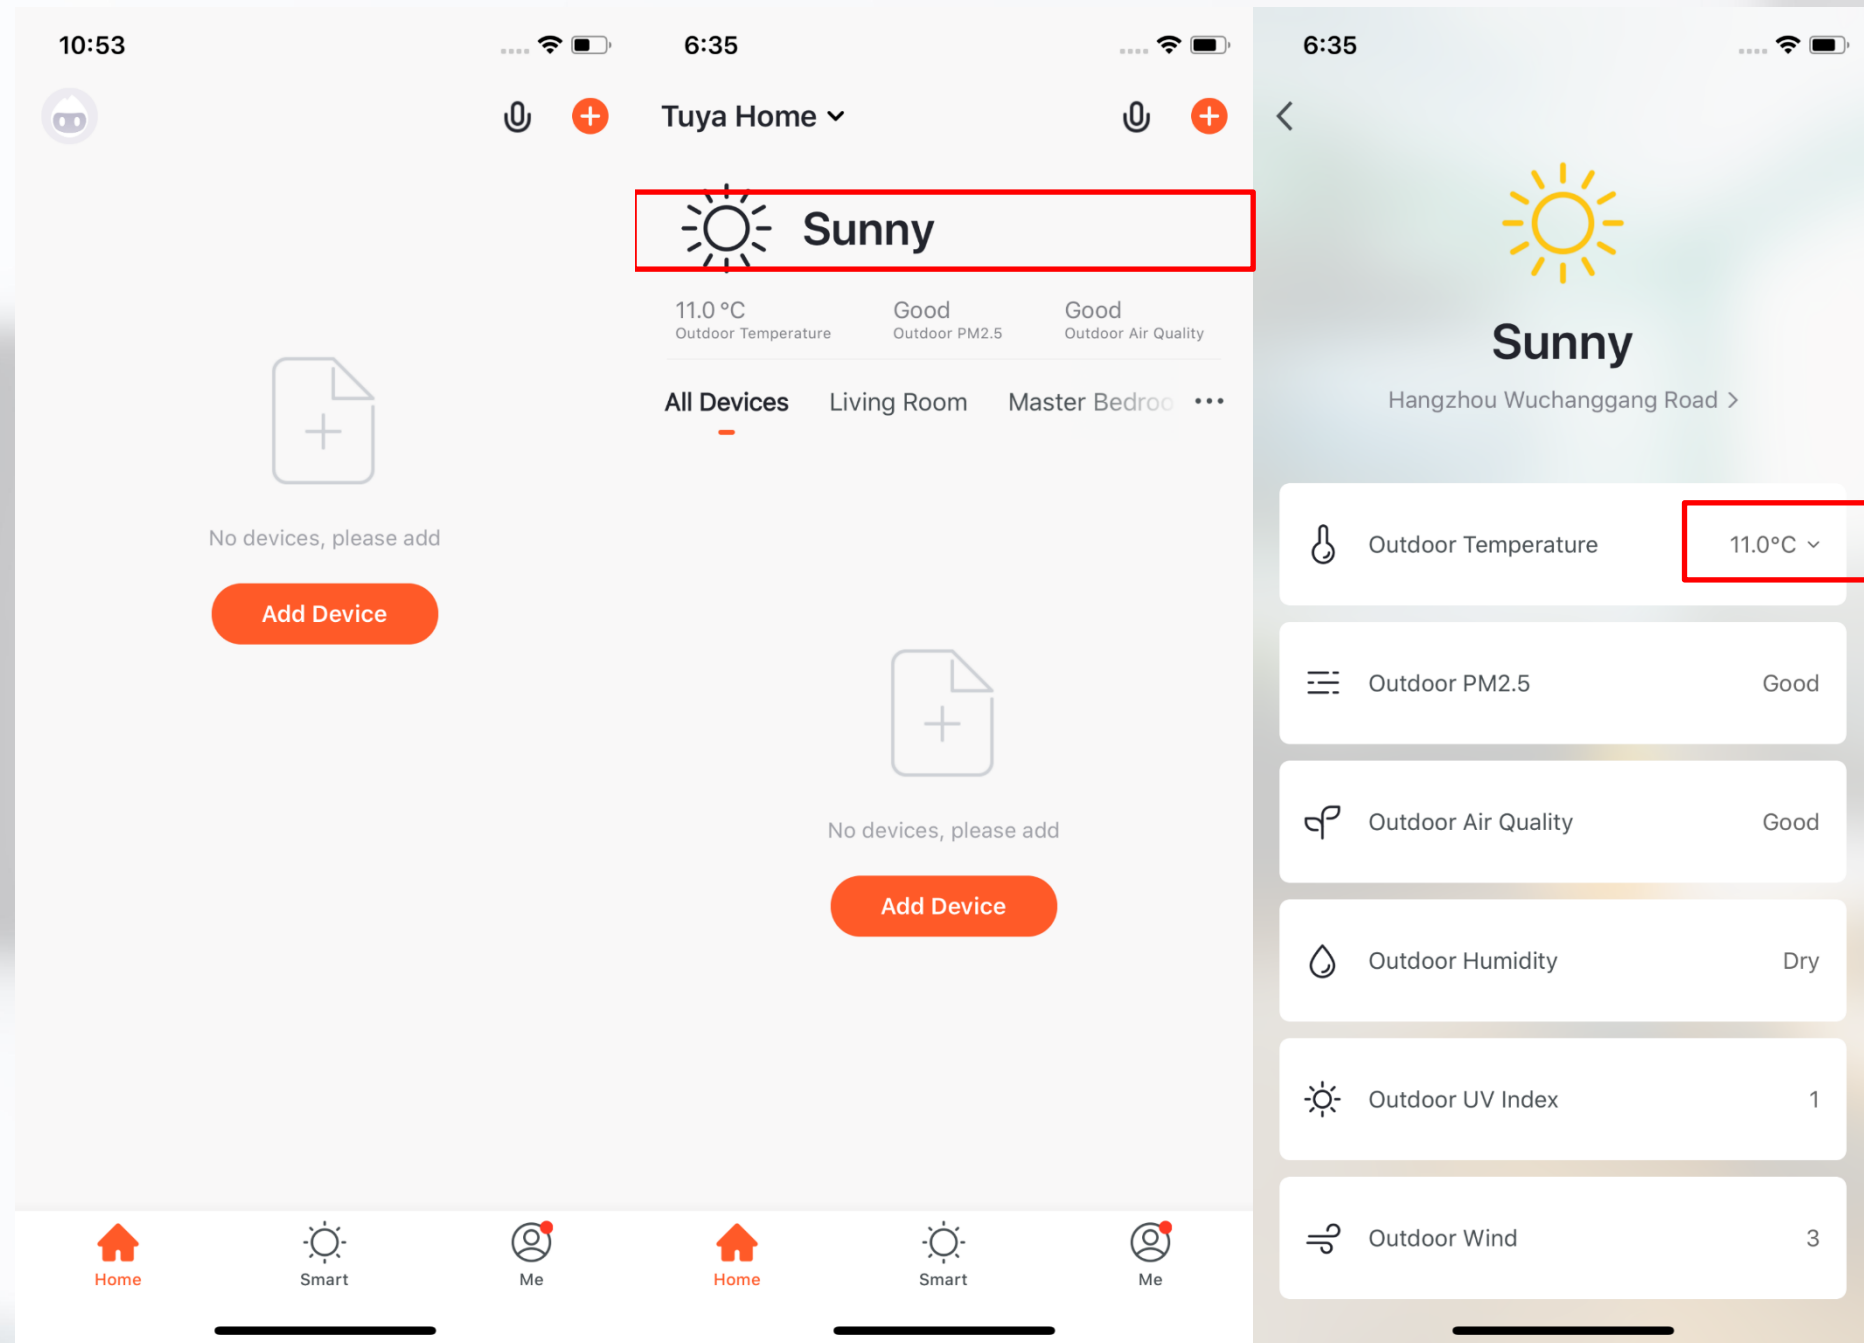 10:53
No devices, please add
Add Device
Home
Smart
Me
6:35
Tuya Home
Sunny
11.0 °C
Outdoor Temperature
Good
Outdoor PM2.5
Good
Outdoor Air Quality
All Devices
Living Room
Master Bedroo
No devices, please add
Add Device
Home
Smart
Me
6:35
Sunny
Hangzhou Wuchanggang Road >
Outdoor Temperature 11.0°C
Outdoor PM2.5 Good
Outdoor Air Quality Good
Outdoor Humidity Dry
Outdoor UV Index 1
Outdoor Wind 3